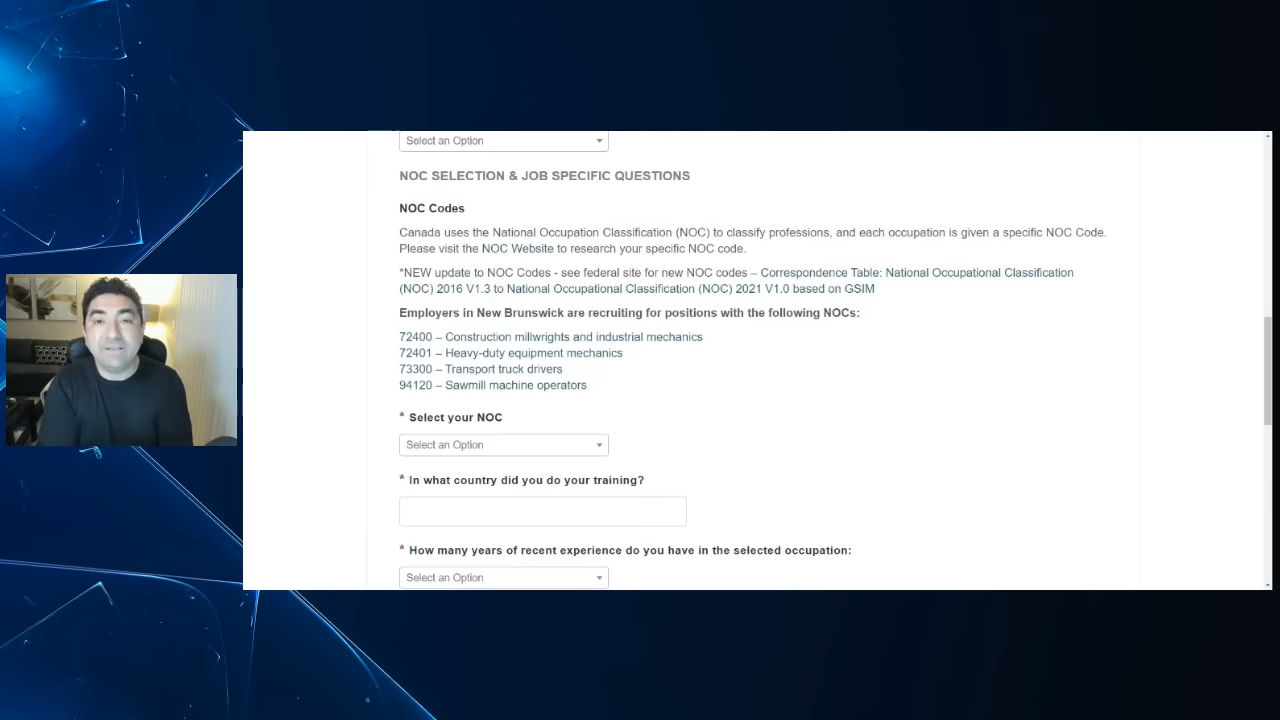 Select an Option
NOC SELECTION & JOB SPECIFIC QUESTIONS
NOC Codes
Canada uses the National Occupation Classification (NOC) to classify professions, and each occupation is given a specific NOC Code.
Please visit the NOC Website to research your specific NOC code.
*NEW update to NOC Codes - see federal site for new NOC codes – Correspondence Table: National Occupational Classification
(NOC) 2016 V1.3 to National Occupational Classification (NOC) 2021 V1.0 based on GSIM
Employers in New Brunswick are recruiting for positions with the following NOCs:
72400 – Construction millwrights and industrial mechanics
72401 – Heavy-duty equipment mechanics
73300 – Transport truck drivers
94120 – Sawmill machine operators
* Select your NOC
Select an Option
* In what country did you do your training?
* How many years of recent experience do you have in the selected occupation:
Select an Option